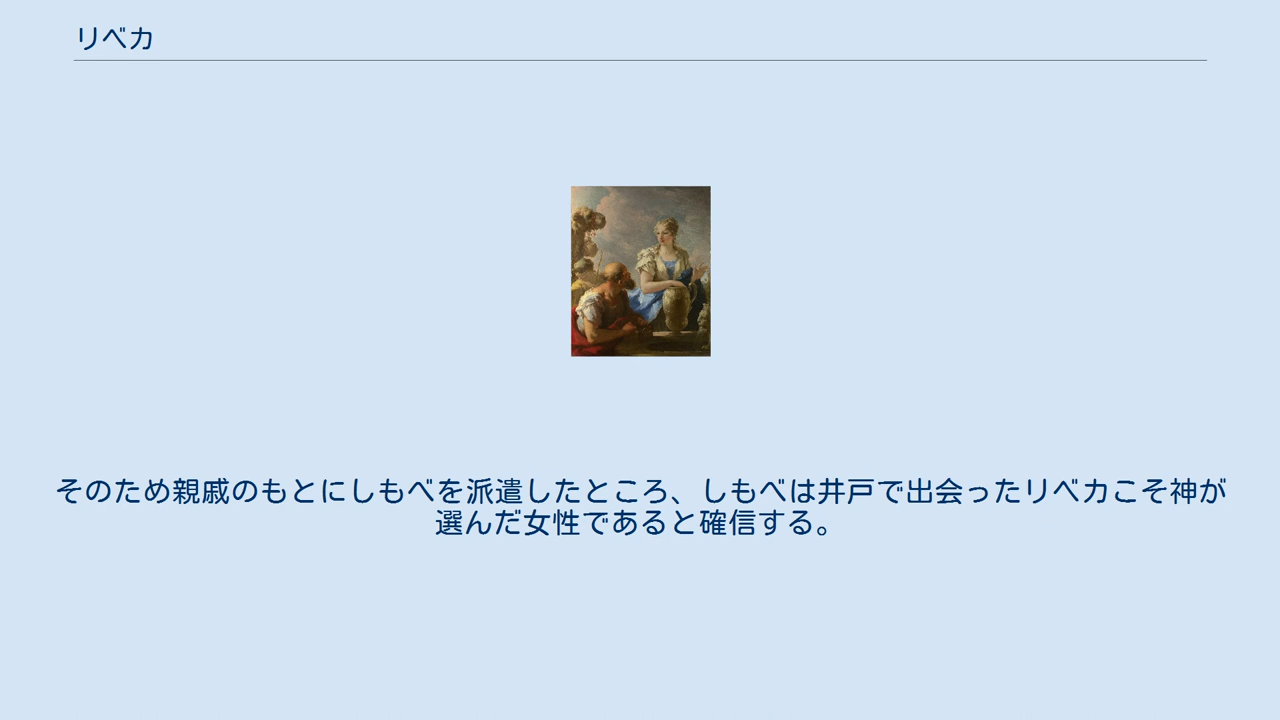 リベカ
そのため親戚のもとにしもべを派遣したところ、しもべは井戸で出会ったリベカこそ神が
選んだ女性であると確信する。